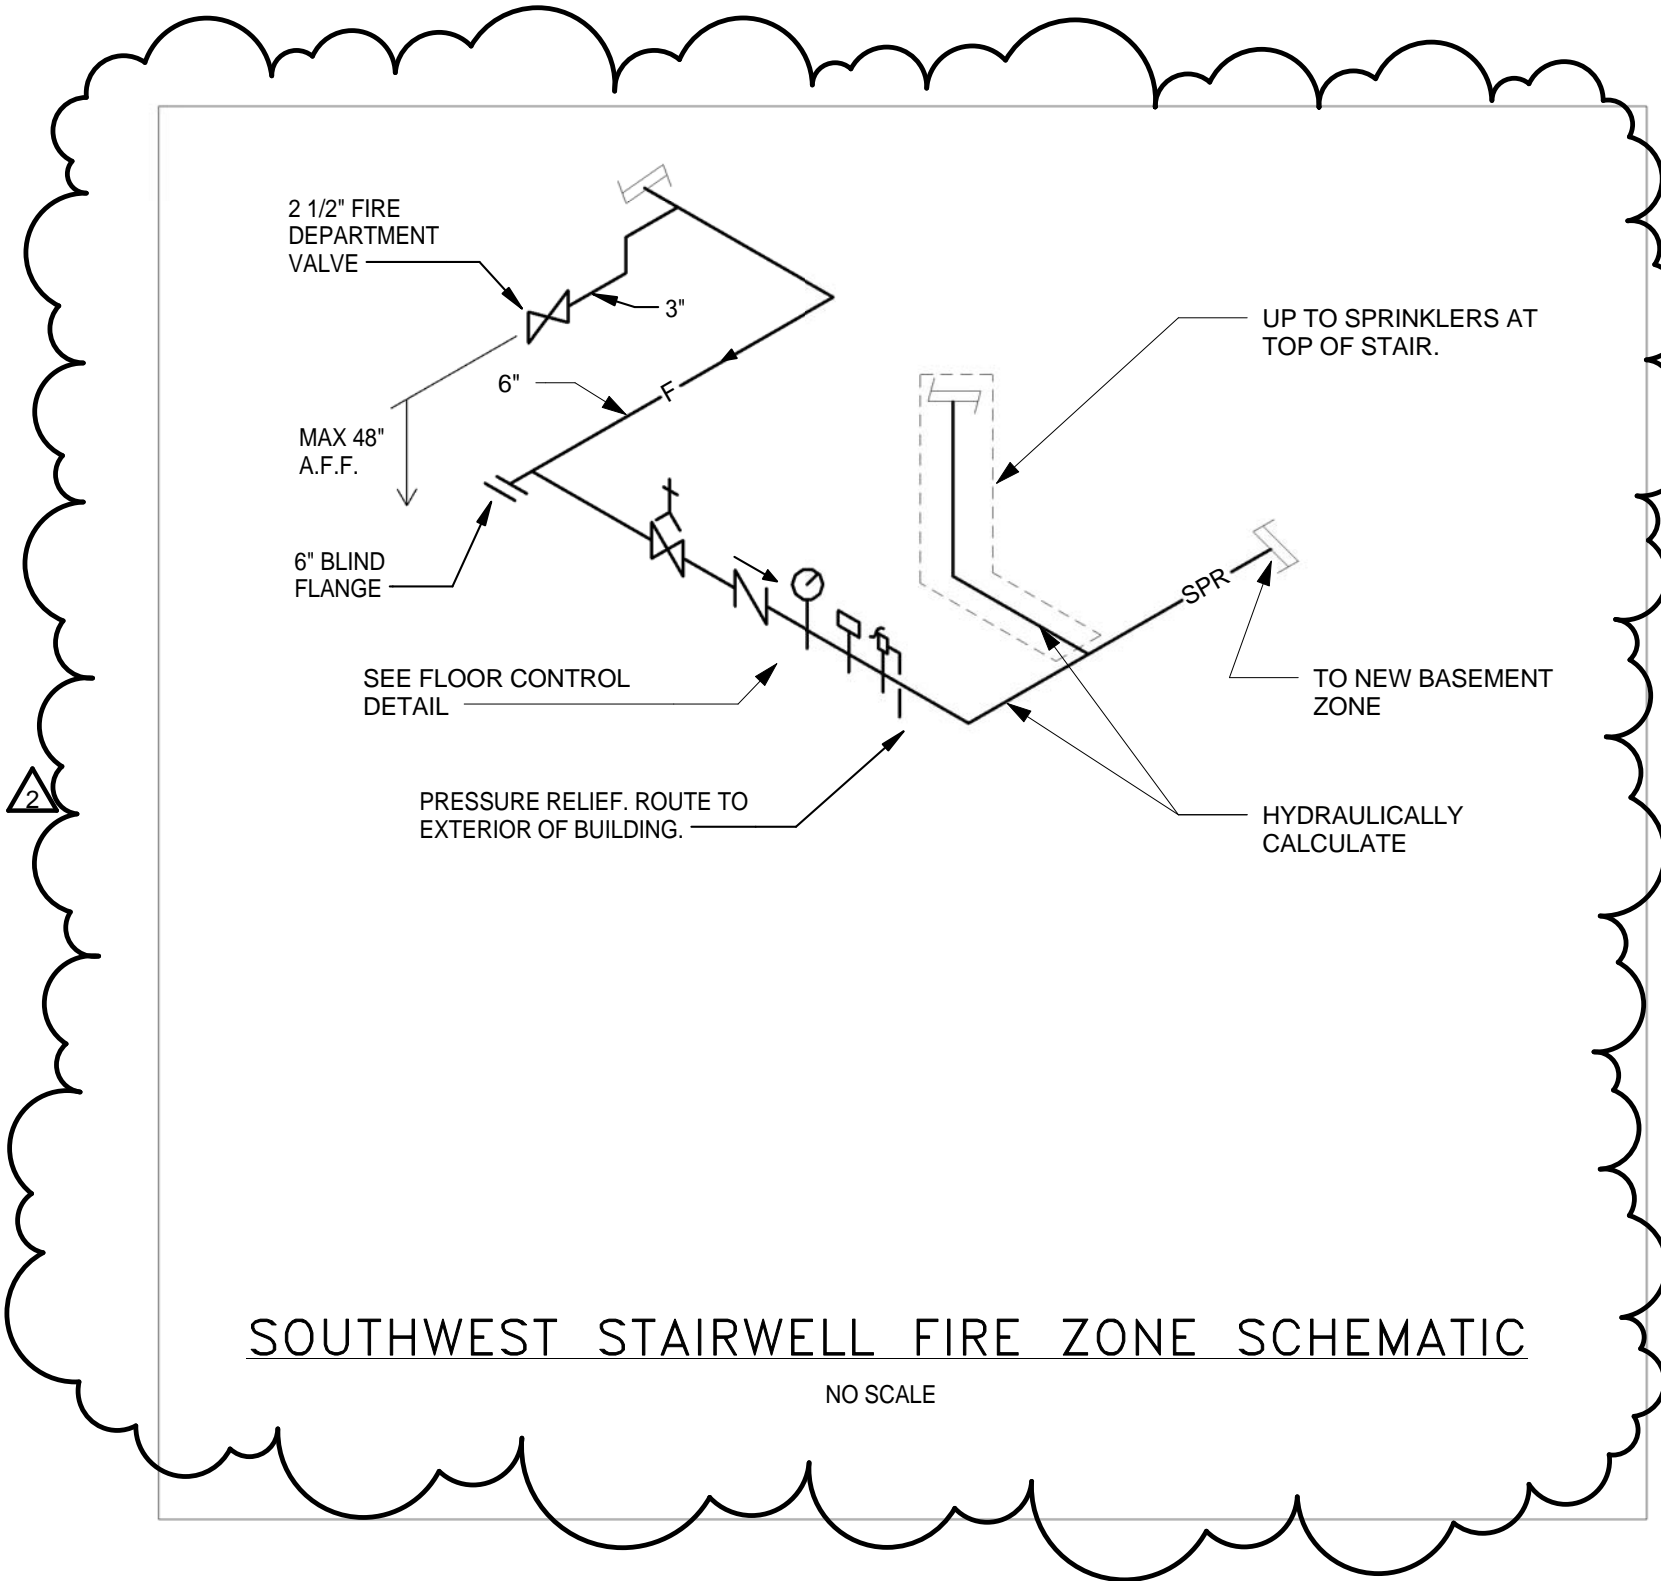 2 1/2" FIRE
DEPARTMENT
VALVE
3"
6"
F
MAX 48"
A.F.F.
6" BLIND
FLANGE
UP TO SPRINKLERS AT
TOP OF STAIR.
SPR
SEE FLOOR CONTROL
DETAIL
TO NEW BASEMENT
ZONE
PRESSURE RELIEF. ROUTE TO
EXTERIOR OF BUILDING.
HYDRAULICALLY
CALCULATE
2
SOUTHWEST STAIRWELL FIRE ZONE SCHEMATIC
NO SCALE